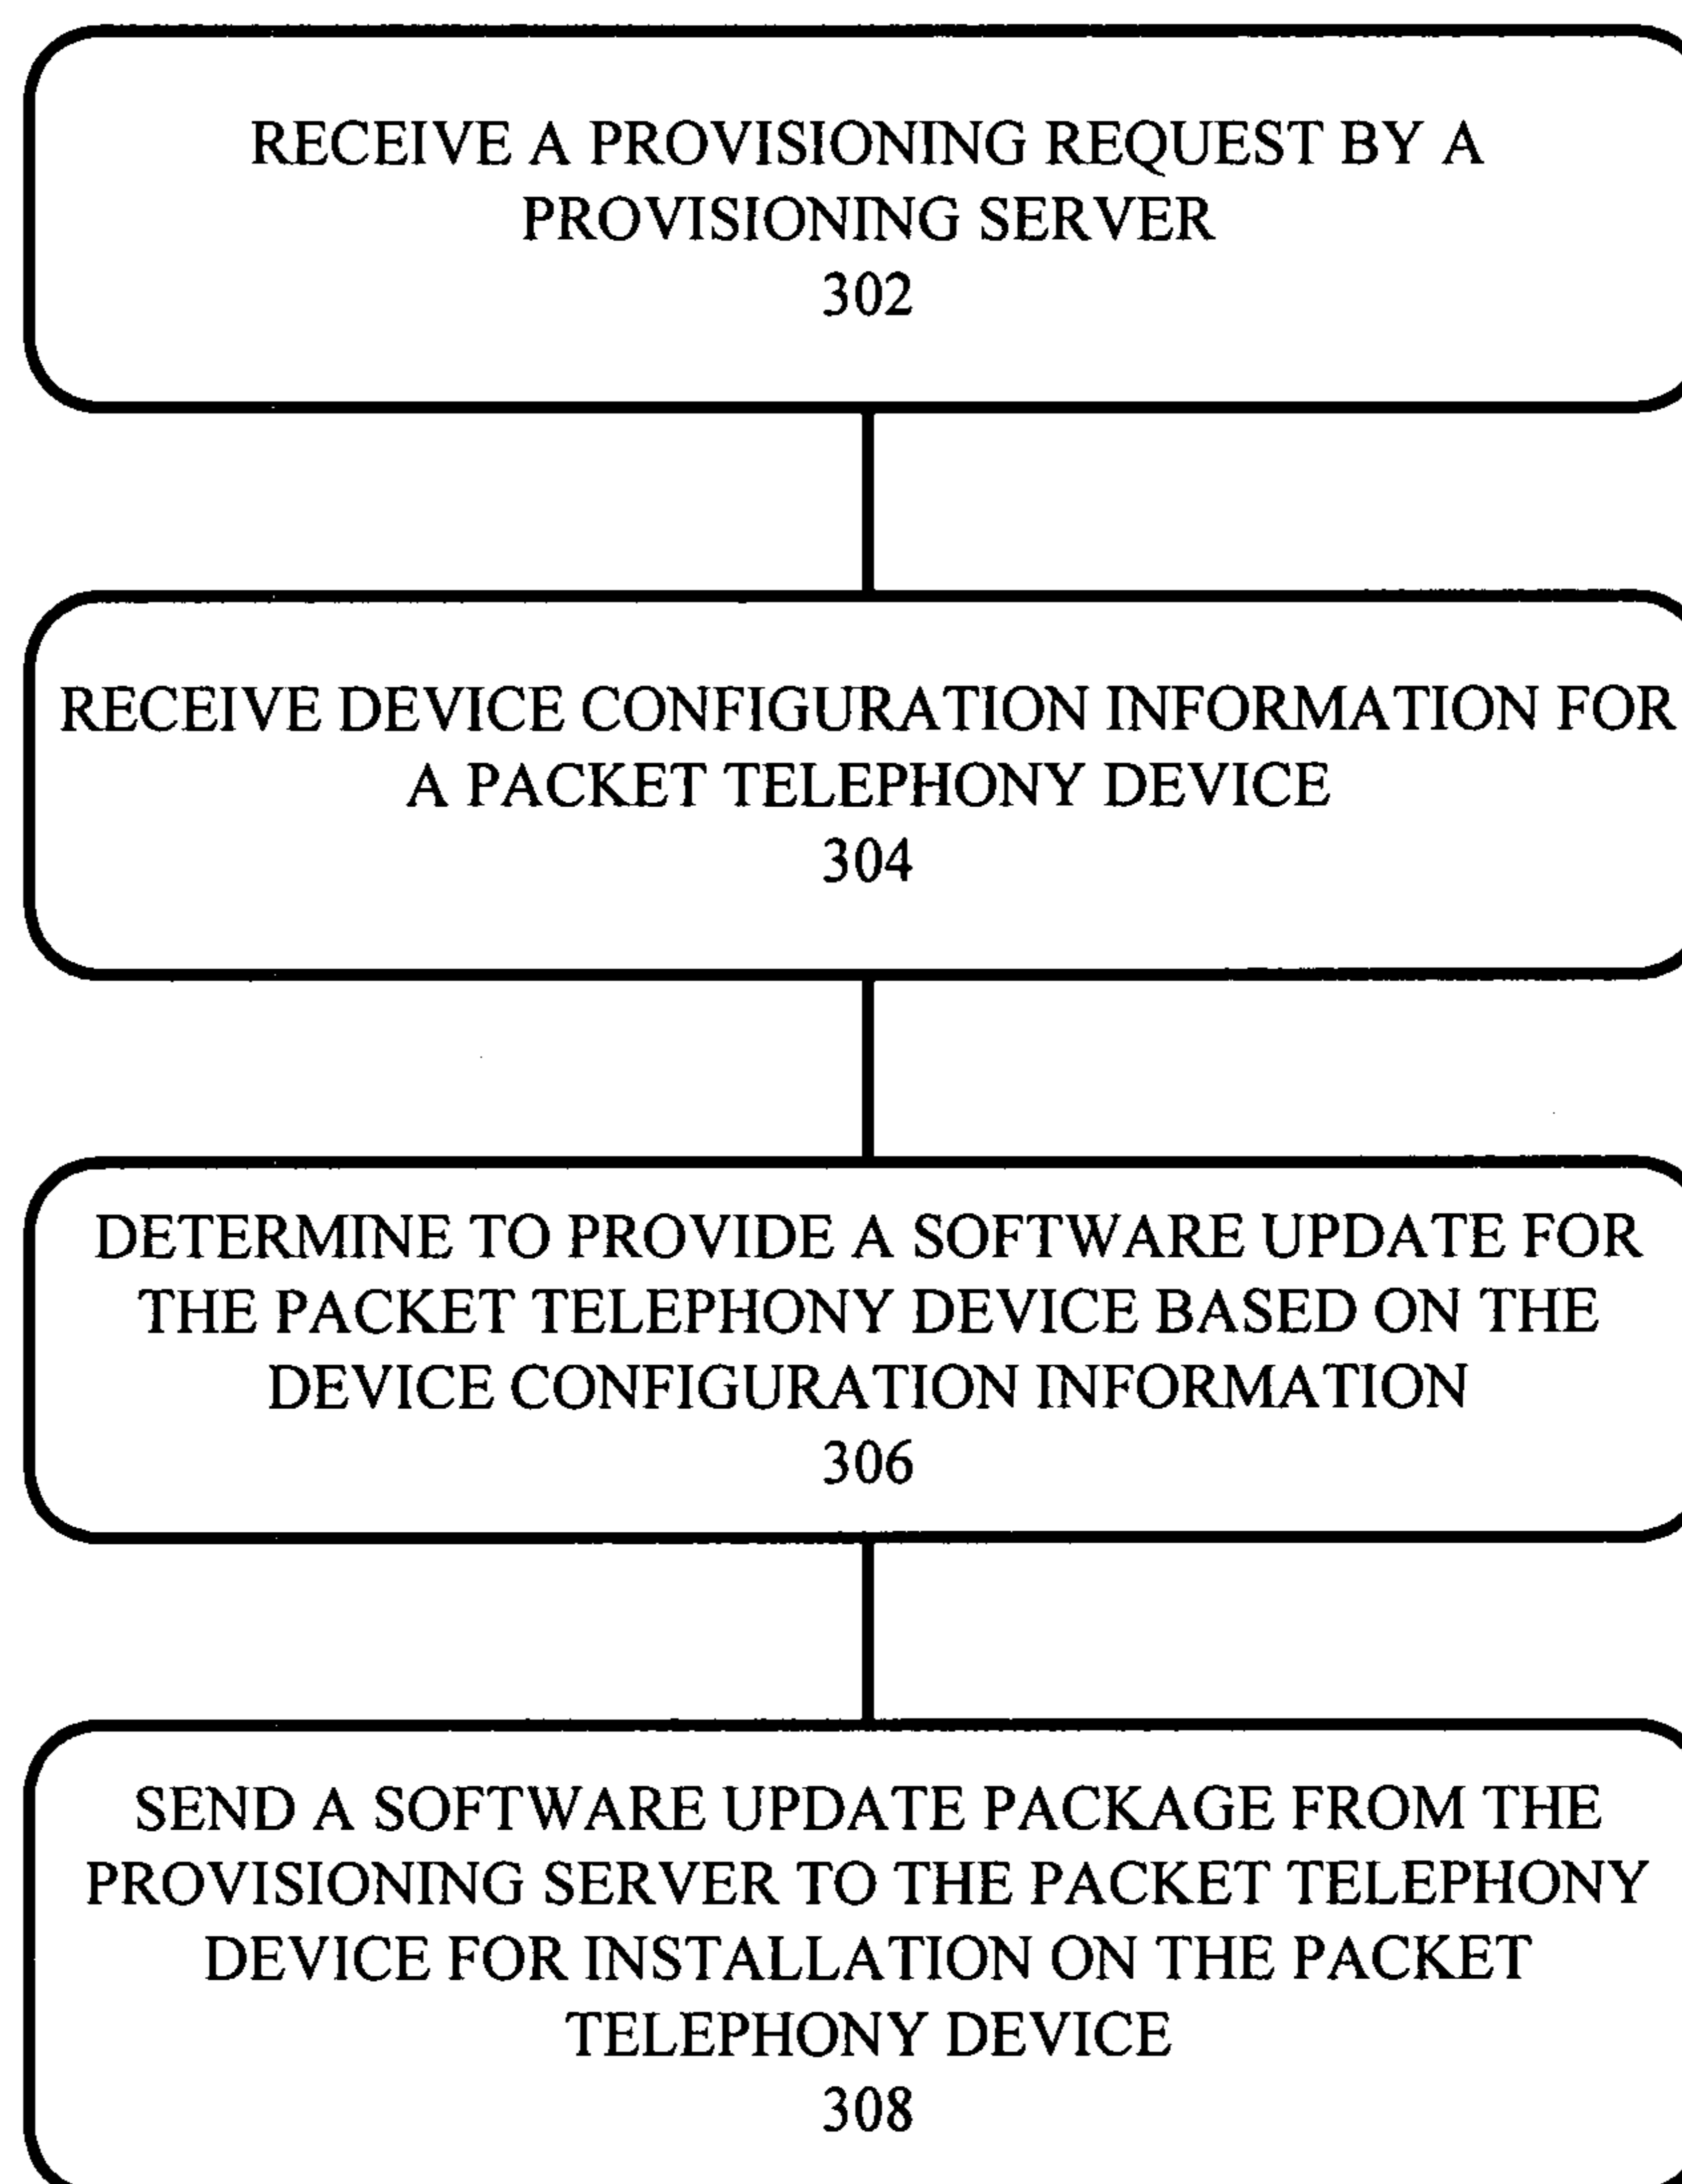 RECEIVE A PROVISIONING REQUEST BY A
PROVISIONING SERVER
302
RECEIVE DEVICE CONFIGURATION INFORMATION FOR
A PACKET TELEPHONY DEVICE
304
DETERMINE TO PROVIDE A SOFTWARE UPDATE FOR
THE PACKET TELEPHONY DEVICE BASED ON THE
DEVICE CONFIGURATION INFORMATION
306
SEND A SOFTWARE UPDATE PACKAGE FROM THE
PROVISIONING SERVER TO THE PACKET TELEPHONY
DEVICE FOR INSTALLATION ON THE PACKET
TELEPHONY DEVICE
308